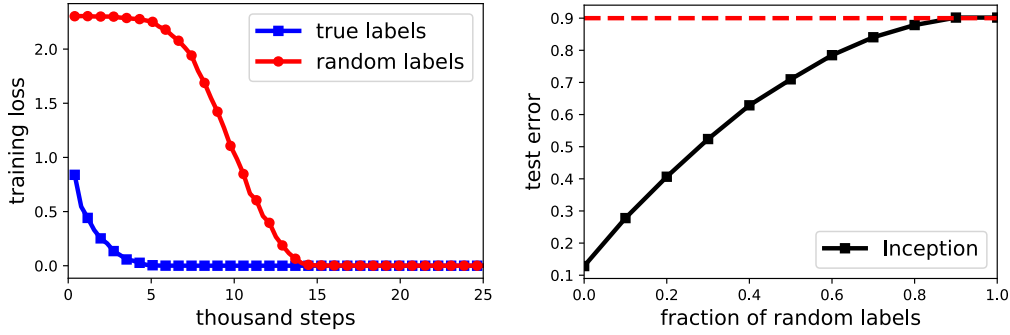 true labels
random labels
training loss
2.0
1.5
1.0
0.5
0.0
0 5 10 15 20 25
thousand steps
test error
0.9
0.8
0.7
0.6
0.5
0.4
0.3
0.2
0.1
Inception
0.0 0.2 0.4 0.6 0.8 1.0
fraction of random labels